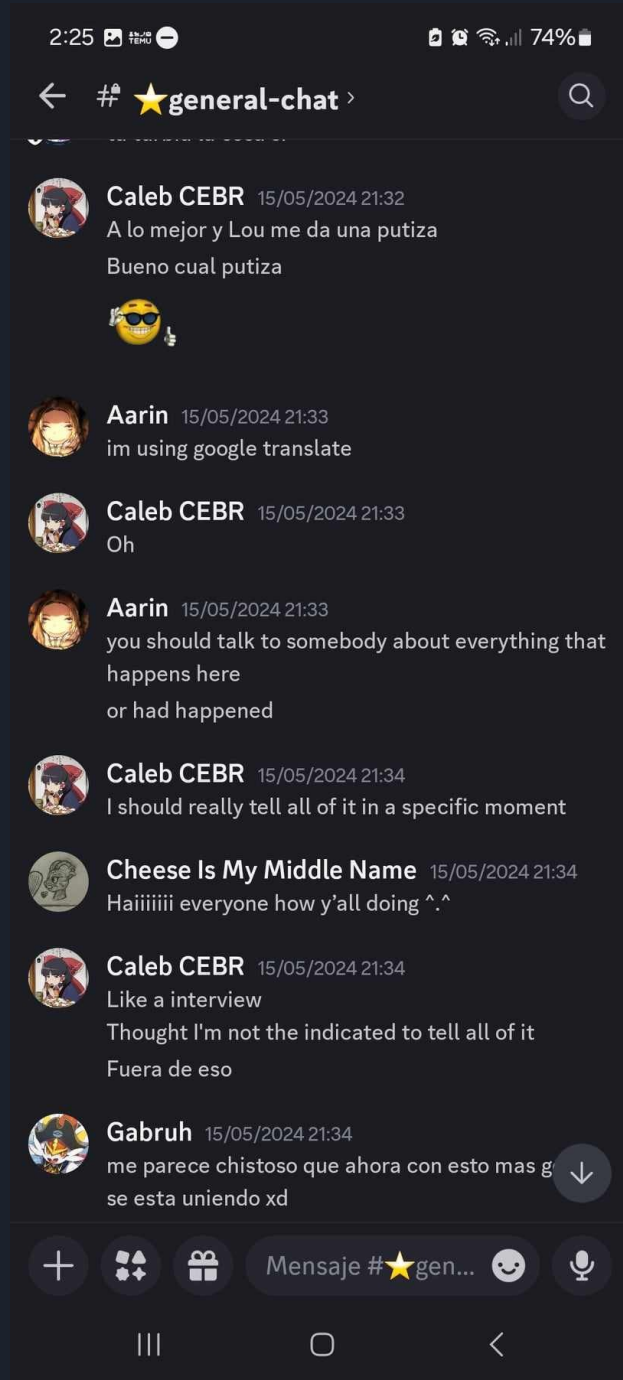 2:25 TEMU 74%
⭐general-chat
Caleb CEBR 15/05/2024 21:32
A lo mejor y Lou me da una putiza
Bueno cual putiza
Aarin 15/05/2024 21:33
im using google translate
Caleb CEBR 15/05/2024 21:33
Oh
Aarin 15/05/2024 21:33
you should talk to somebody about everything that
happens here
or had happened
Caleb CEBR 15/05/2024 21:34
I should really tell all of it in a specific moment
Cheese Is My Middle Name 15/05/2024 21:34
Haiiiiiii everyone how y’all doing ^.^
Caleb CEBR 15/05/2024 21:34
Like a interview
Thought I'm not the indicated to tell all of it
Fuera de eso
Gabruh 15/05/2024 21:34
me parece chistoso que ahora con esto mas
se esta uniendo xd
Mensaje #⭐gen...